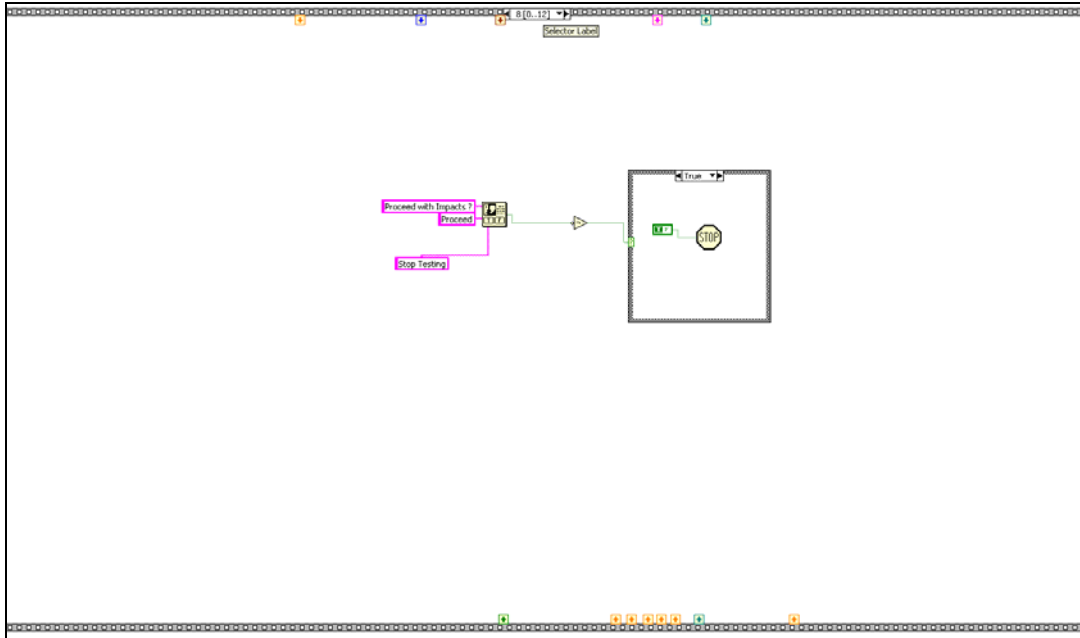 8 [0..12]
Selector Label
True
Proceed with Impacts ?
Proceed
STOP
Stop Testing